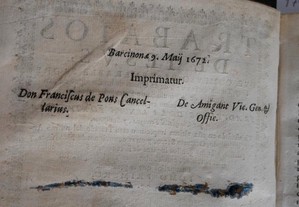 Barcinonæ 9. Maij 1672.
Imprimatur.
Don Franciscus de Pons Cancel-
larius.
De Amigant Vic. Gen. &
Offic.